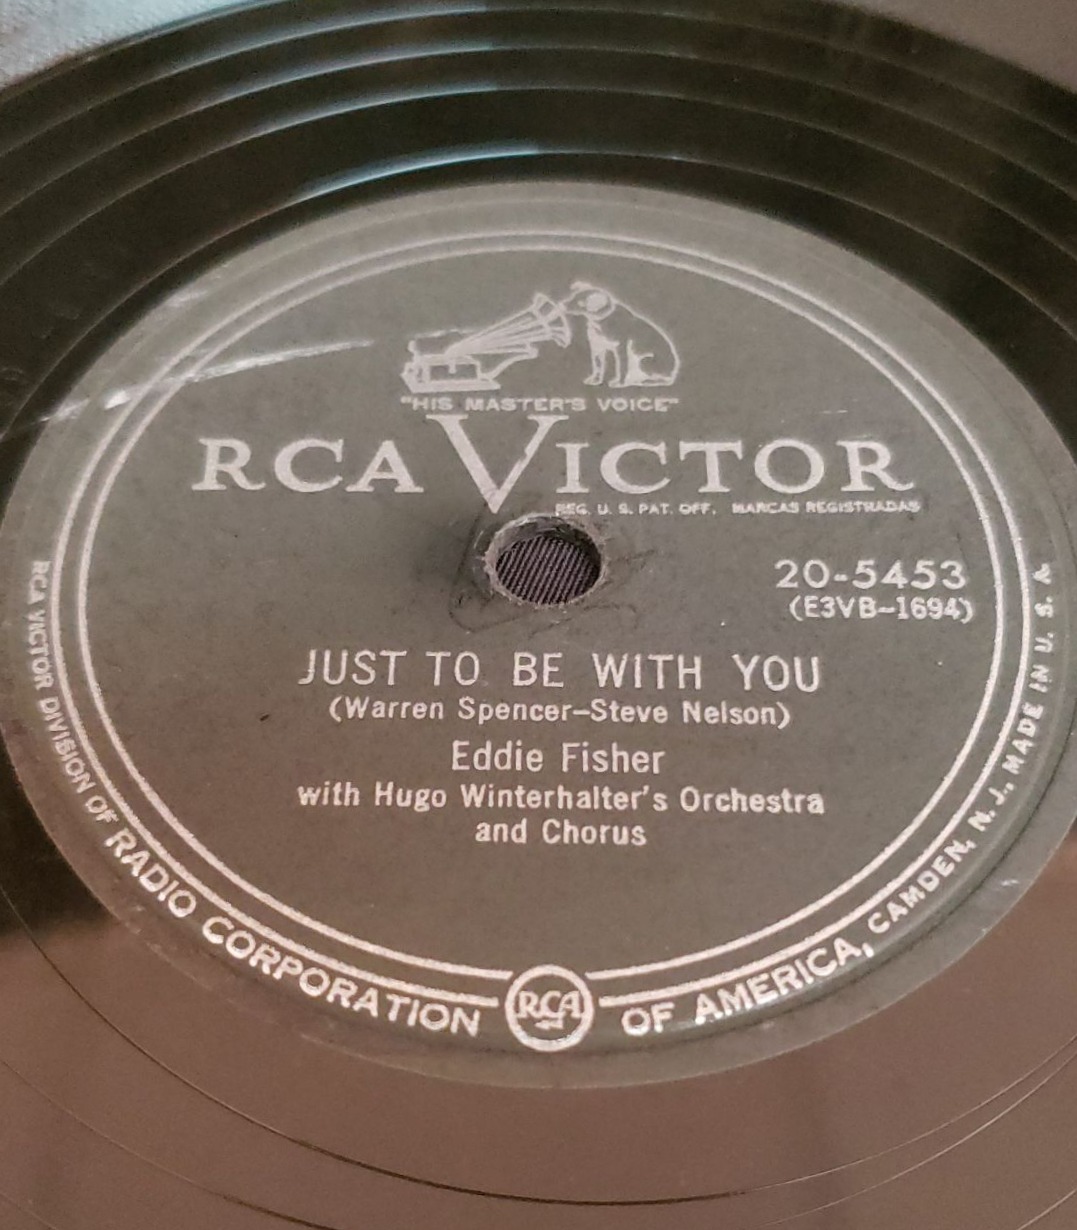 "HIS MASTER'S VOICE"
RCA VICTOR
REG. U. S. PAT. OFF. MARCAS REGISTRADAS
20-5453
(E3VB-1694)
JUST TO BE WITH YOU
(Warren Spencer-Steve Nelson)
Eddie Fisher
with Hugo Winterhalter's Orchestra
and Chorus
RCA VICTOR DIVISION OF RADIO CORPORATION OF AMERICA, CAMDEN, N. J., MADE IN U. S. A.
RCA